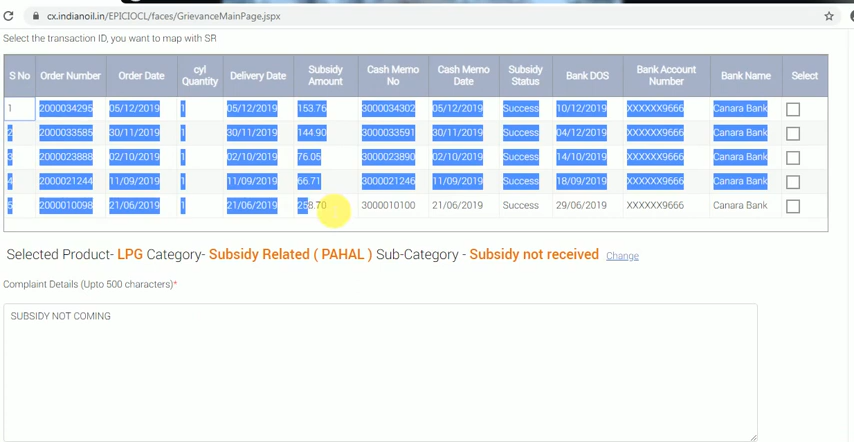 cx.indianoil.in/EPICIOCL/faces/GrievanceMainPage.jspx
Select the transaction ID, you want to map with SR
S No Order Number Order Date cyl Quantity Delivery Date Subsidy Amount Cash Memo No Cash Memo Date Subsidy Status Bank DOS Bank Account Number Bank Name Select
1 2000034295 05/12/2019 1 05/12/2019 153.76 3000034302 05/12/2019 Success 10/12/2019 XXXXXX9666 Canara Bank
2 2000033585 30/11/2019 1 30/11/2019 144.90 3000033591 30/11/2019 Success 04/12/2019 XXXXXX9666 Canara Bank
3 2000023888 02/10/2019 1 02/10/2019 76.05 3000023890 02/10/2019 Success 14/10/2019 XXXXXX9666 Canara Bank
4 2000021244 11/09/2019 1 11/09/2019 66.71 3000021246 11/09/2019 Success 18/09/2019 XXXXXX9666 Canara Bank
5 2000010098 21/06/2019 1 21/06/2019 258.70 3000010100 21/06/2019 Success 29/06/2019 XXXXXX9666 Canara Bank
Selected Product- LPG Category- Subsidy Related ( PAHAL ) Sub-Category - Subsidy not received Change
Complaint Details (Upto 500 characters)*
SUBSIDY NOT COMING